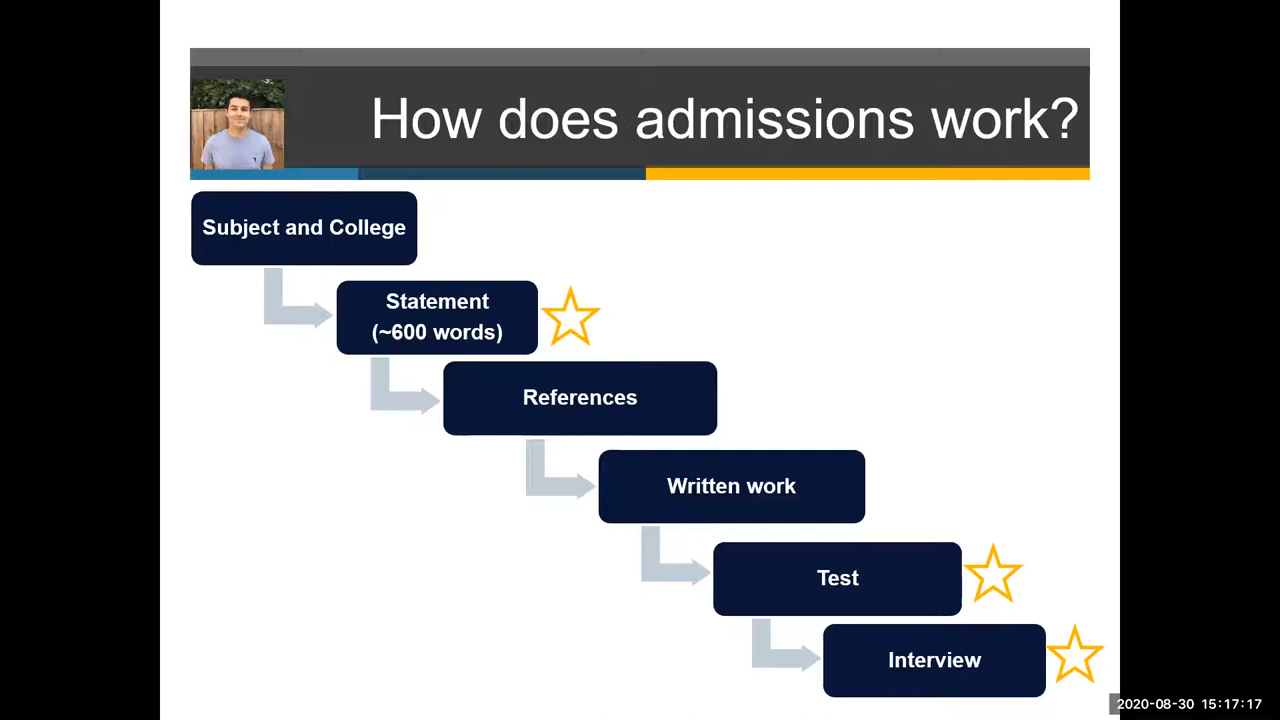 How does admissions work?
Subject and College
Statement
(~600 words)
References
Written work
Test
Interview
2020-08-30 15:17:17